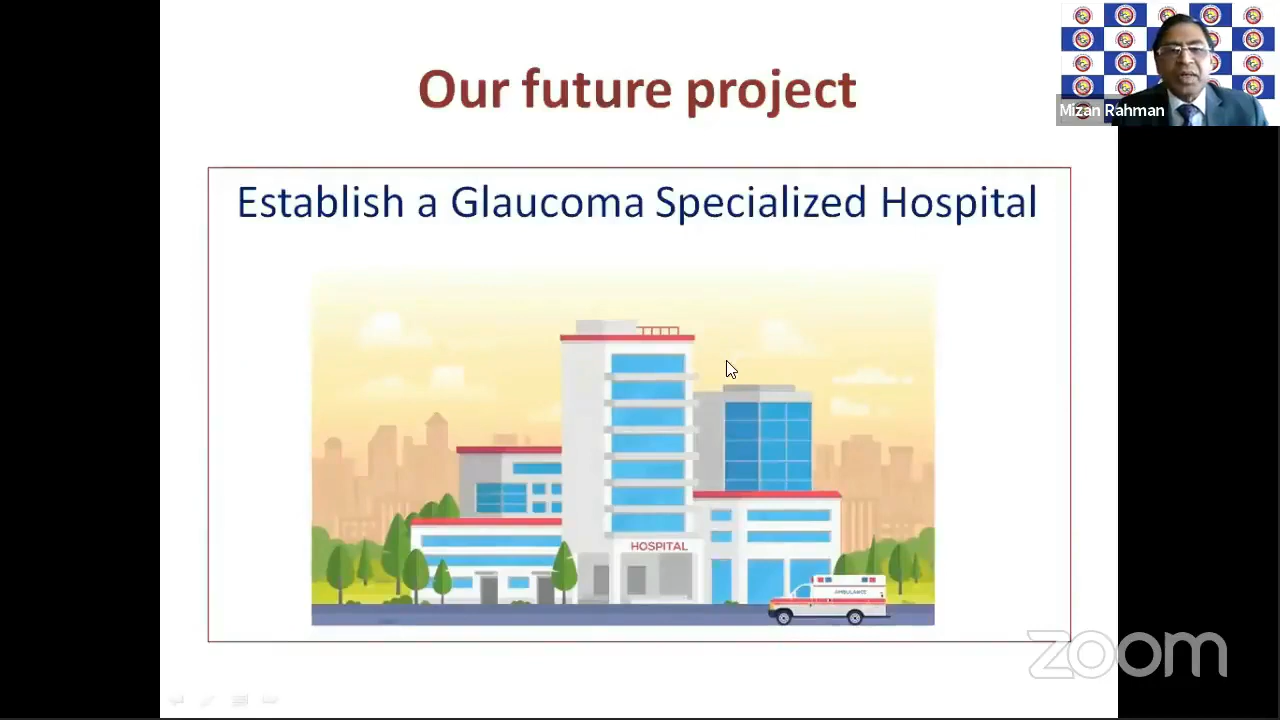 Our future project
Mizan Rahman
Establish a Glaucoma Specialized Hospital
HOSPITAL
AMBULANCE
zoom